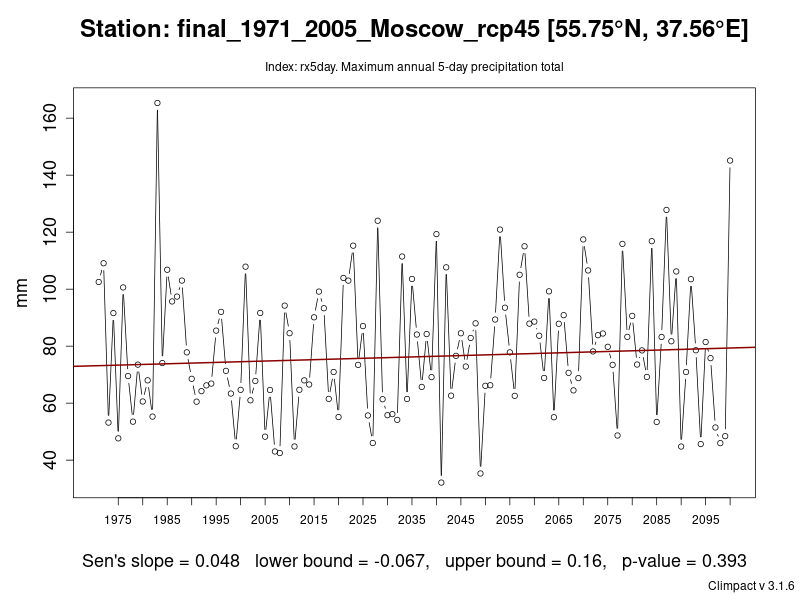 Station: final_1971_2005_Moscow_rcp45 [55.75°N, 37.56°E]
Index: rx5day. Maximum annual 5-day precipitation total
160
140
120
100
80
60
40
mm
1975 1985 1995 2005 2015 2025 2035 2045 2055 2065 2075 2085 2095
Sen's slope = 0.048 lower bound = -0.067, upper bound = 0.16, p-value = 0.393
Climpact v 3.1.6